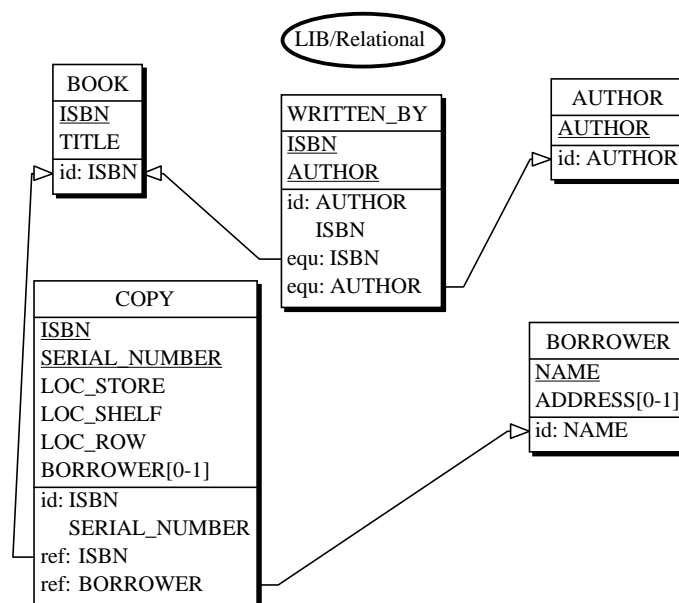 LIB/Relational
BOOK
ISBN
TITLE
id: ISBN
WRITTEN_BY
ISBN
AUTHOR
id: AUTHOR
ISBN
equ: ISBN
equ: AUTHOR
AUTHOR
AUTHOR
id: AUTHOR
COPY
ISBN
SERIAL_NUMBER
LOC_STORE
LOC_SHELF
LOC_ROW
BORROWER[0-1]
id: ISBN
SERIAL_NUMBER
ref: ISBN
ref: BORROWER
BORROWER
NAME
ADDRESS[0-1]
id: NAME